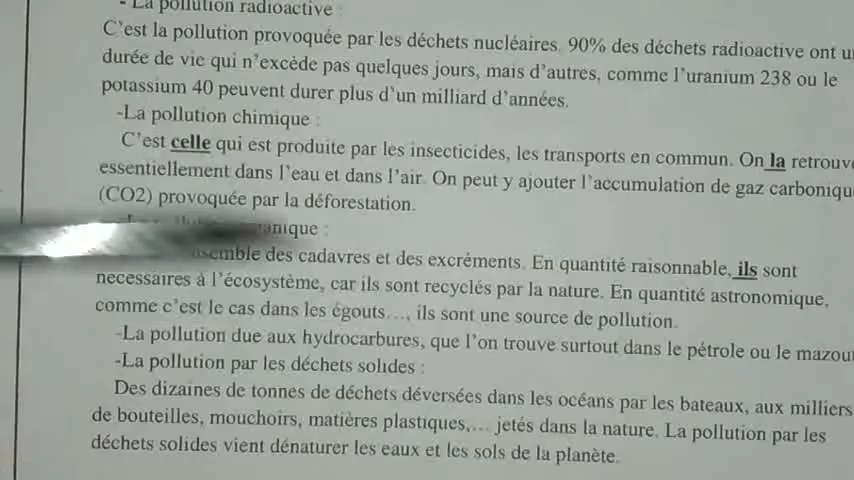 - La pollution radioactive :
C'est la pollution provoquée par les déchets nucléaires. 90% des déchets radioactive ont
durée de vie qui n'excède pas quelques jours, mais d'autres, comme l'uranium 238 ou le
potassium 40 peuvent durer plus d'un milliard d'années.
-La pollution chimique :
C'est celle qui est produite par les insecticides, les transports en commun. On la retrouve
essentiellement dans l'eau et dans l'air. On peut y ajouter l'accumulation de gaz carboniqu
(CO2) provoquée par la déforestation.
des cadavres et des excréments. En quantité raisonnable, ils sont
necessaires à l'écosystème, car ils sont recyclés par la nature. En quantité astronomique,
comme c'est le cas dans les égouts…, ils sont une source de pollution.
-La pollution due aux hydrocarbures, que l'on trouve surtout dans le pétrole ou le mazout
-La pollution par les déchets solides :
Des dizaines de tonnes de déchets déversées dans les océans par les bateaux, aux milliers
de bouteilles, mouchoirs, matières plastiques,… jetés dans la nature. La pollution par les
déchets solides vient dénaturer les eaux et les sols de la planète.